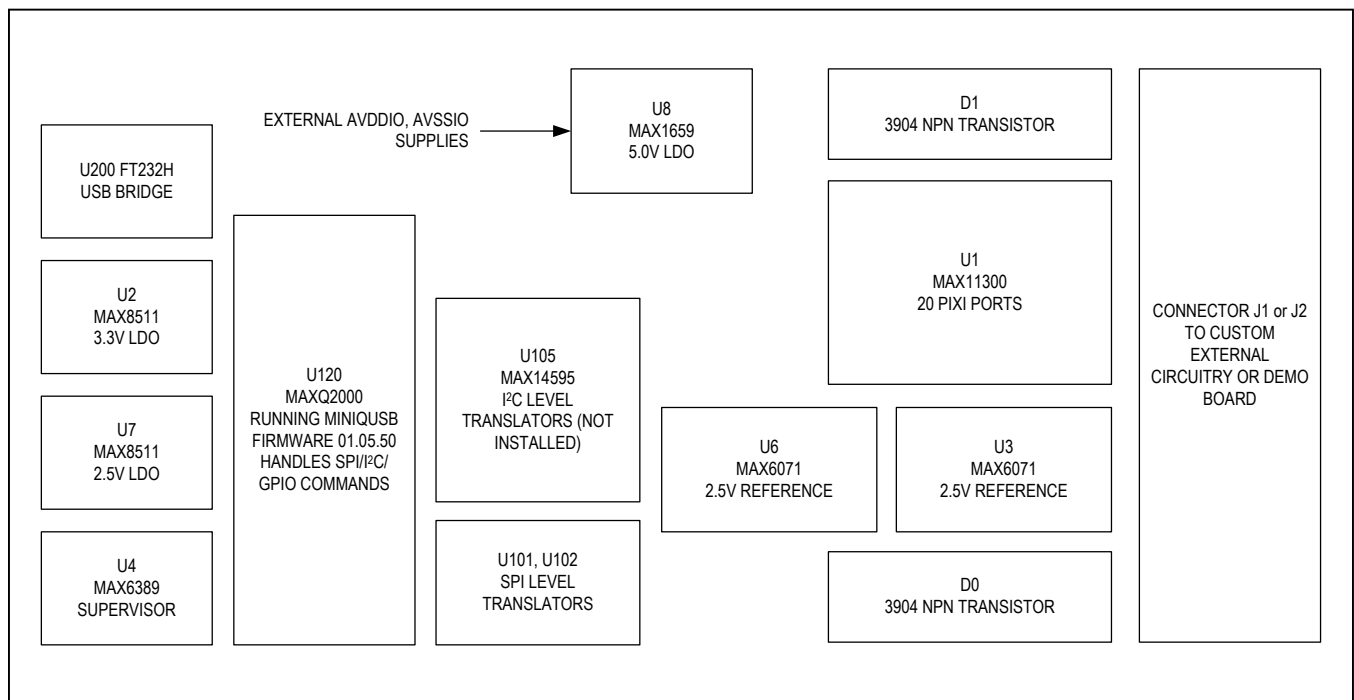 EXTERNAL AVDDIO, AVSSIO
SUPPLIES
U8
MAX1659
5.0V LDO
D1
3904 NPN TRANSISTOR
U200 FT232H
USB BRIDGE
U2
MAX8511
3.3V LDO
U7
MAX8511
2.5V LDO
U4
MAX6389
SUPERVISOR
U120
MAXQ2000
RUNNING MINIQUSB
FIRMWARE 01.05.50
HANDLES SPI/I²C/
GPIO COMMANDS
U105
MAX14595
I²C LEVEL
TRANSLATORS (NOT
INSTALLED)
U101, U102
SPI LEVEL
TRANSLATORS
U1
MAX11300
20 PIXI PORTS
U6
MAX6071
2.5V REFERENCE
U3
MAX6071
2.5V REFERENCE
D0
3904 NPN TRANSISTOR
CONNECTOR J1 or J2
TO CUSTOM
EXTERNAL
CIRCUITRY OR DEMO
BOARD